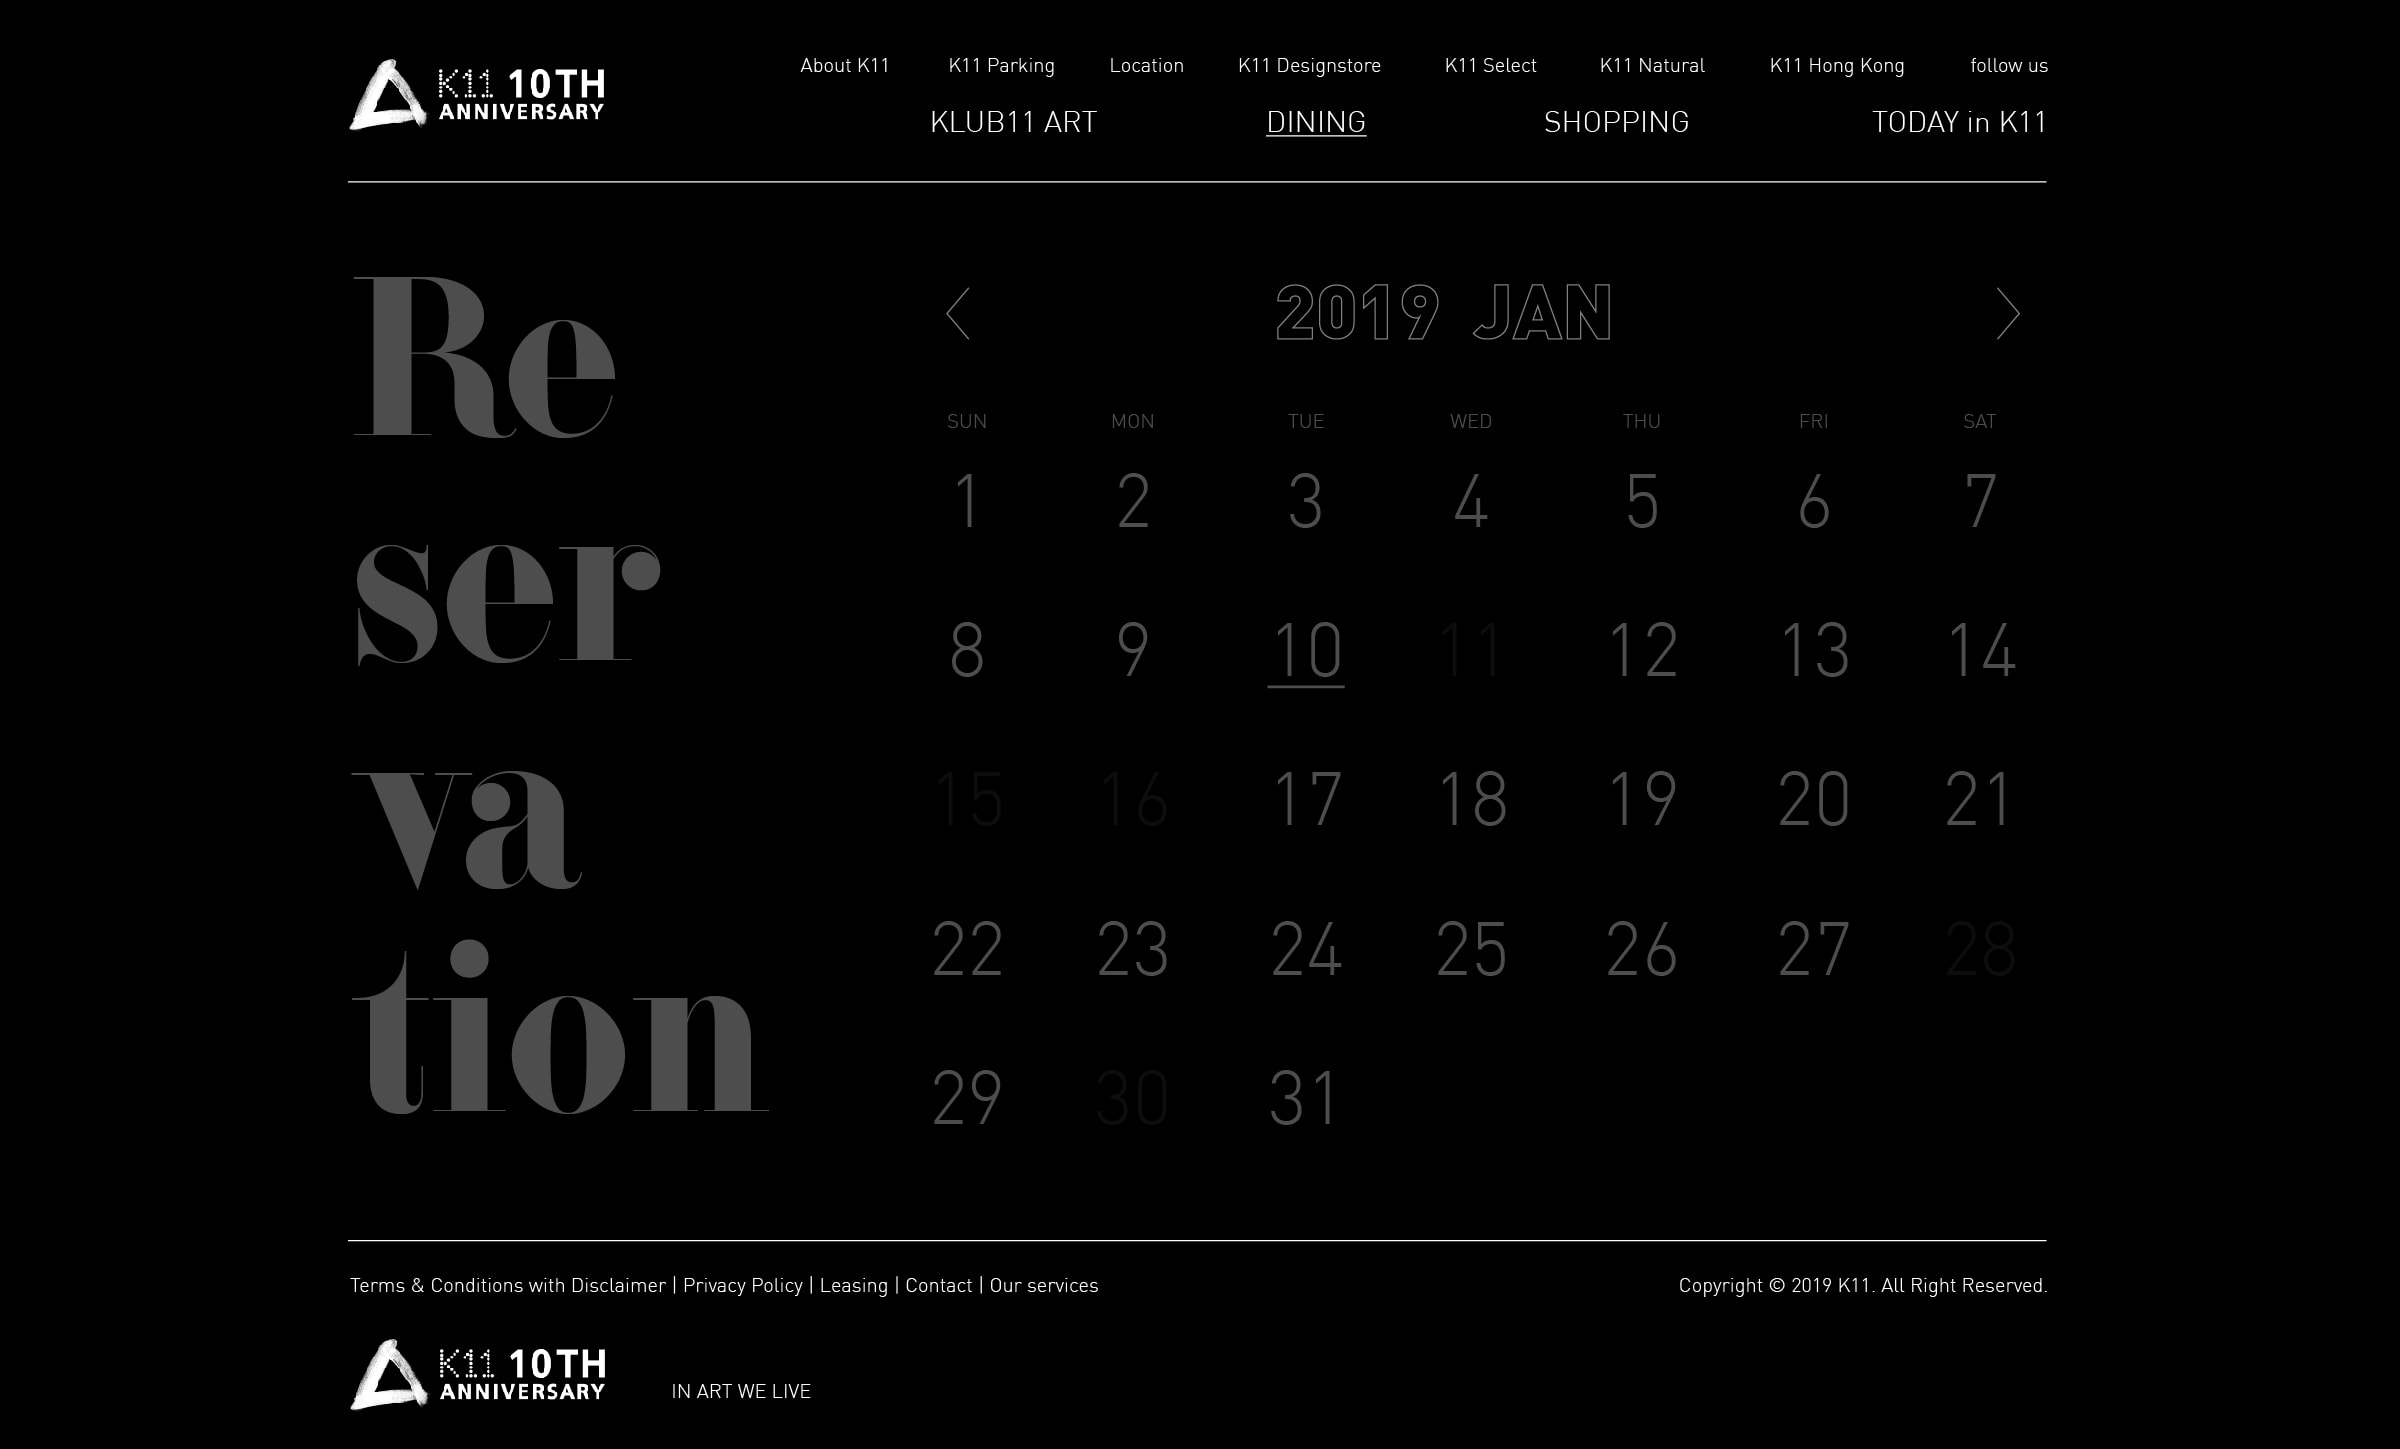 K11 10TH
ANNIVERSARY
About K11 K11 Parking Location K11 Designstore K11 Select K11 Natural K11 Hong Kong follow us
KLUB11 ART DINING SHOPPING TODAY in K11
Re
ser
va
tion
2019 JAN
SUN MON TUE WED THU FRI SAT
1 2 3 4 5 6 7
8 9 10 11 12 13 14
15 16 17 18 19 20 21
22 23 24 25 26 27 28
29 30 31
Terms & Conditions with Disclaimer | Privacy Policy | Leasing | Contact | Our services
Copyright © 2019 K11. All Right Reserved.
K11 10TH
ANNIVERSARY
IN ART WE LIVE